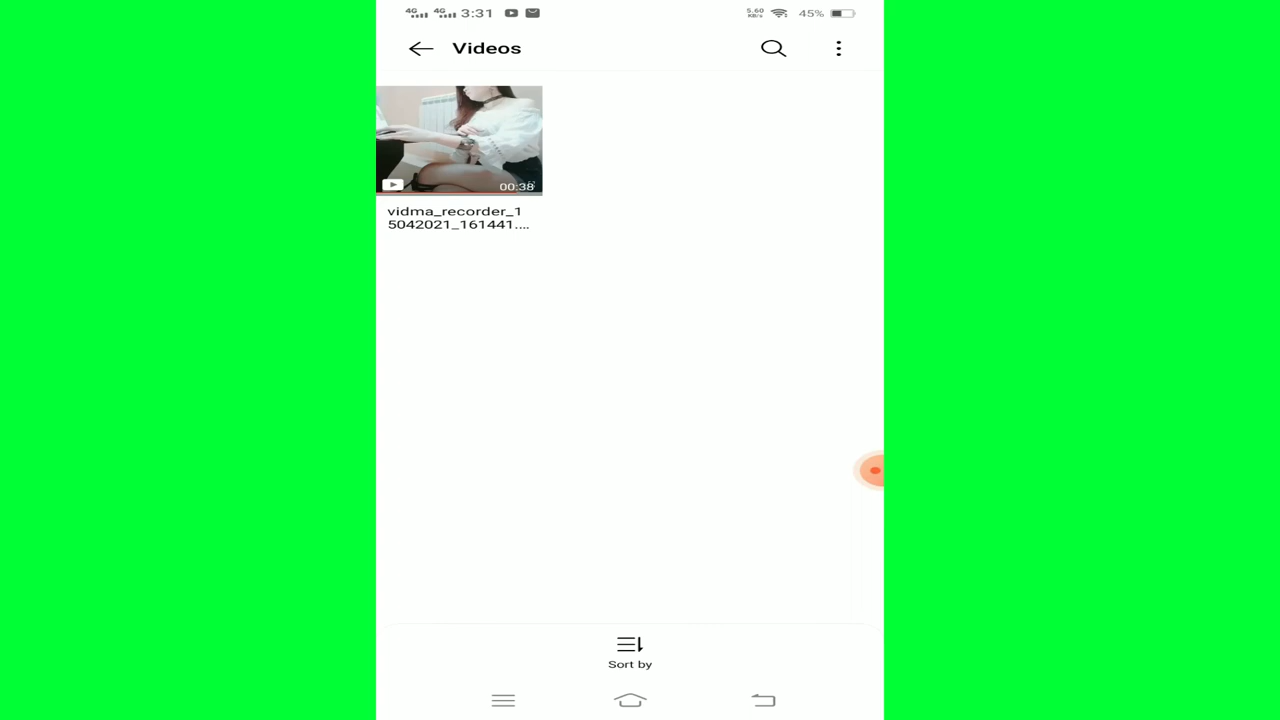 4G 4G 3:31 5.60 KB/s 45%
Videos
00:38
vidma_recorder_1
5042021_161441....
Sort by